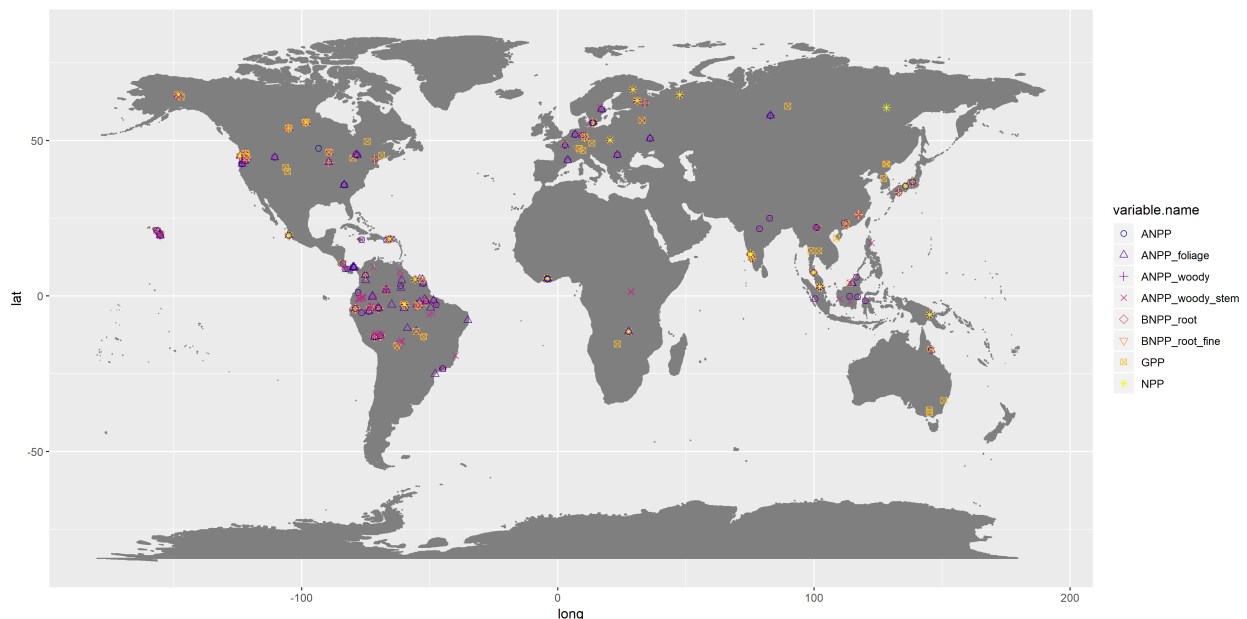 50
0
-50
lat
-100
0
100
200
long
variable.name
ANPP
ANPP_foliage
ANPP_woody
ANPP_woody_stem
BNPP_root
BNPP_root_fine
GPP
NPP